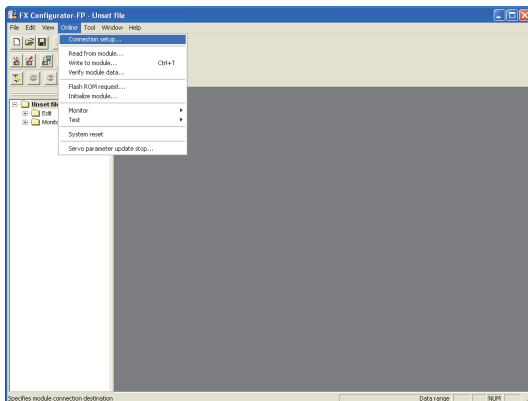 FX Configurator-FP - Unset file
File Edit View Online Tool Window Help
Connection setup...
Read from module...
Write to module... Ctrl+T
Verify module data...
Flash ROM request...
Initialize module...
Unset file
Monitor
Edit
Test
Monitor
System reset
Servo parameter update stop...
Specifies module connection destination Data range NUM